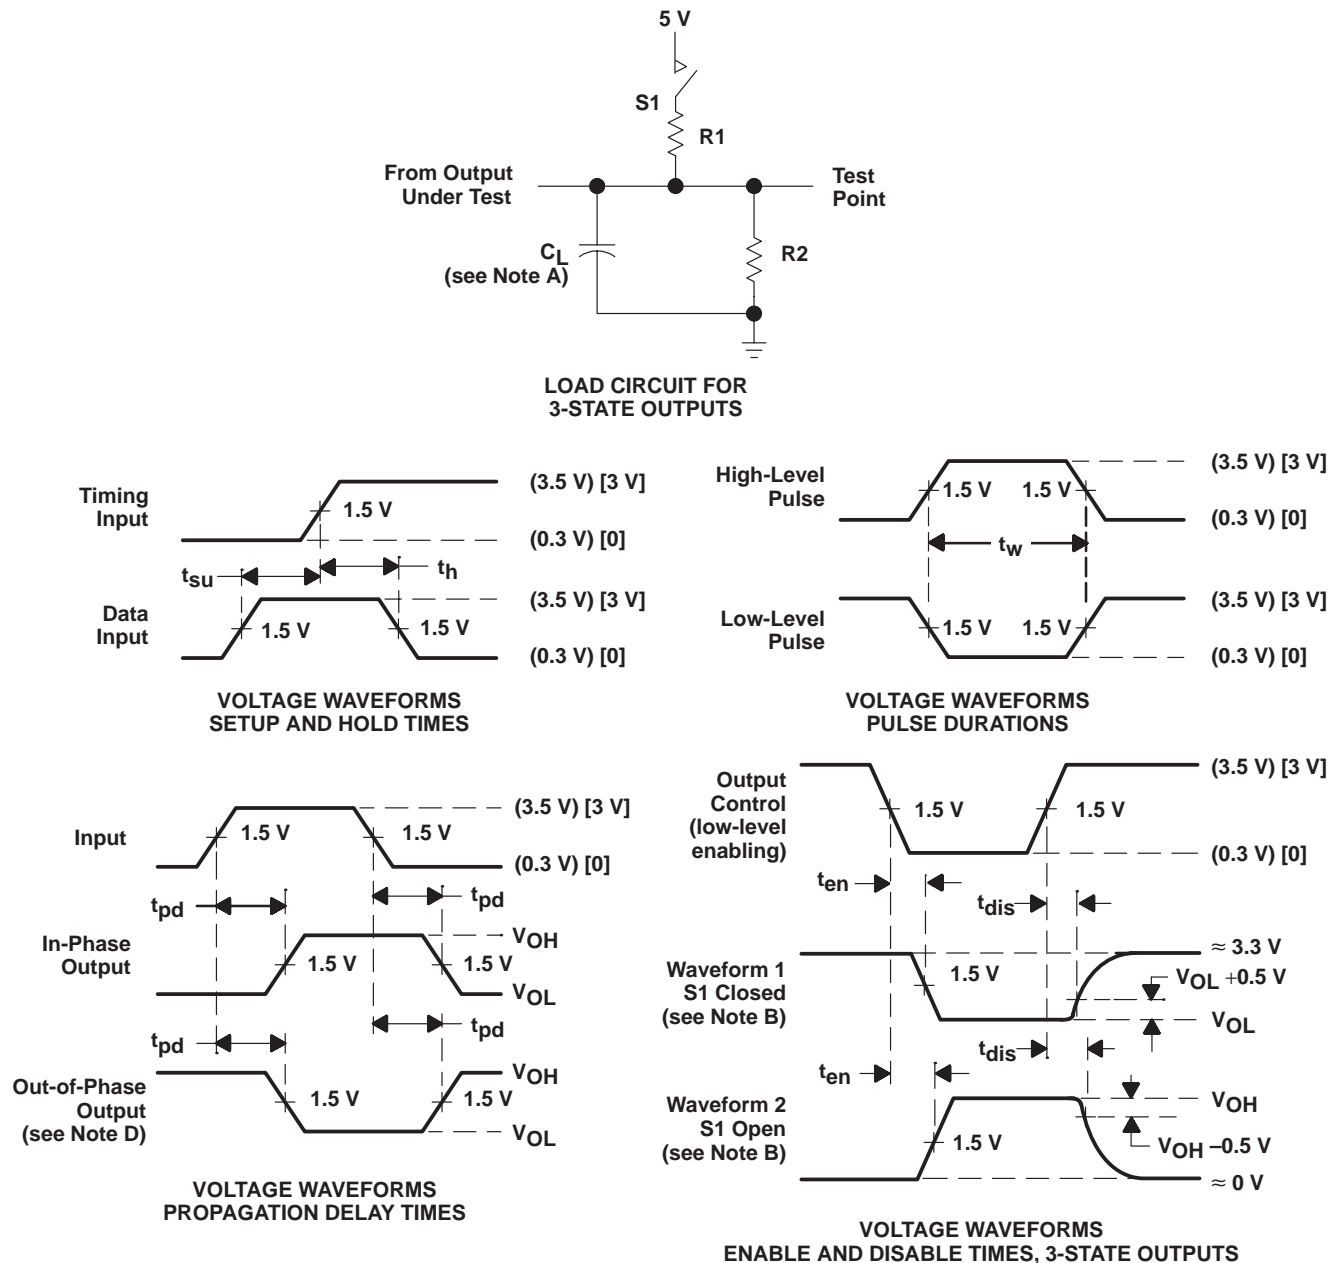 5 V
S1
R1
From Output
Under Test
Test
Point
CL
(see Note A)
R2
LOAD CIRCUIT FOR
3-STATE OUTPUTS
Timing
Input
1.5 V
(3.5 V) [3 V]
(0.3 V) [0]
tsu
th
Data
Input
1.5 V
1.5 V
(3.5 V) [3 V]
(0.3 V) [0]
VOLTAGE WAVEFORMS
SETUP AND HOLD TIMES
High-Level
Pulse
1.5 V
1.5 V
(3.5 V) [3 V]
(0.3 V) [0]
tw
Low-Level
Pulse
1.5 V
1.5 V
(3.5 V) [3 V]
(0.3 V) [0]
VOLTAGE WAVEFORMS
PULSE DURATIONS
Input
1.5 V
1.5 V
(3.5 V) [3 V]
(0.3 V) [0]
tpd
tpd
In-Phase
Output
1.5 V
1.5 V
VOH
VOL
tpd
tpd
Out-of-Phase
Output
(see Note D)
1.5 V
1.5 V
VOH
VOL
VOLTAGE WAVEFORMS
PROPAGATION DELAY TIMES
Output
Control
(low-level
enabling)
1.5 V
1.5 V
(3.5 V) [3 V]
(0.3 V) [0]
ten
tdis
Waveform 1
S1 Closed
(see Note B)
1.5 V
≈ 3.3 V
VOL +0.5 V
VOL
ten
tdis
Waveform 2
S1 Open
(see Note B)
1.5 V
VOH
VOH –0.5 V
≈ 0 V
VOLTAGE WAVEFORMS
ENABLE AND DISABLE TIMES, 3-STATE OUTPUTS